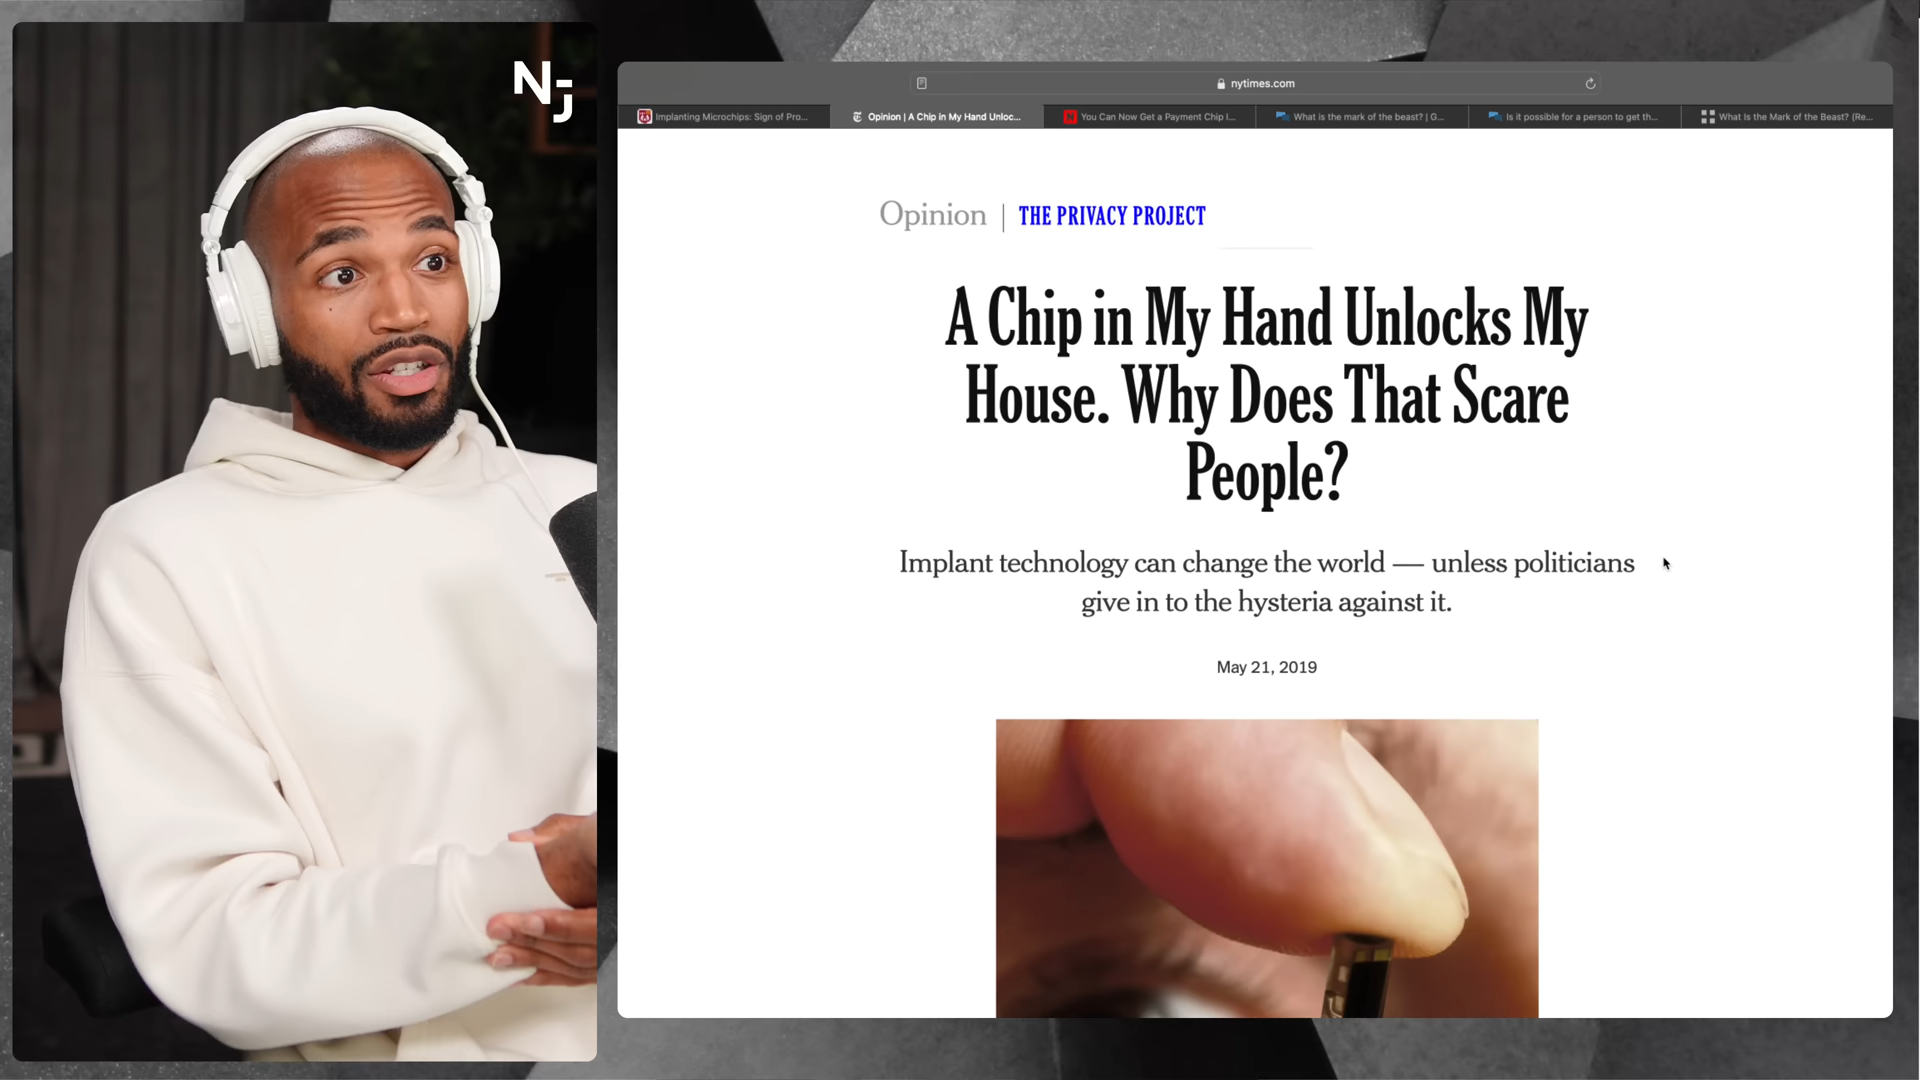 NJ
nytimes.com
Implanting Microchips: Sign of Pro...
Opinion | A Chip in My Hand Unloc...
You Can Now Get a Payment Chip I...
What is the mark of the beast? | G...
Is it possible for a person to get th...
What Is the Mark of the Beast? (Re...
Opinion | THE PRIVACY PROJECT
A Chip in My Hand Unlocks My
House. Why Does That Scare
People?
Implant technology can change the world — unless politicians
give in to the hysteria against it.
May 21, 2019